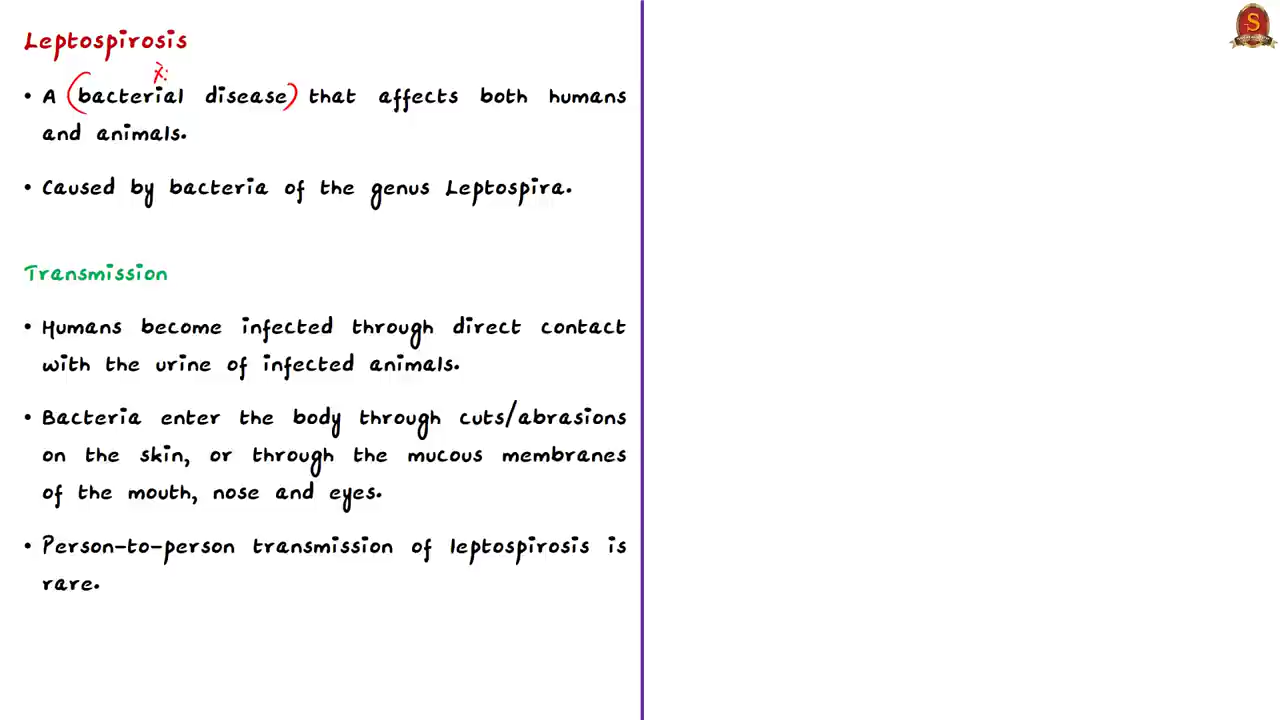 Leptospirosis
• A (bacterial disease) that affects both humans
and animals.
• Caused by bacteria of the genus Leptospira.
Transmission
• Humans become infected through direct contact
with the urine of infected animals.
• Bacteria enter the body through cuts/abrasions
on the skin, or through the mucous membranes
of the mouth, nose and eyes.
• Person-to-person transmission of leptospirosis is
rare.
S